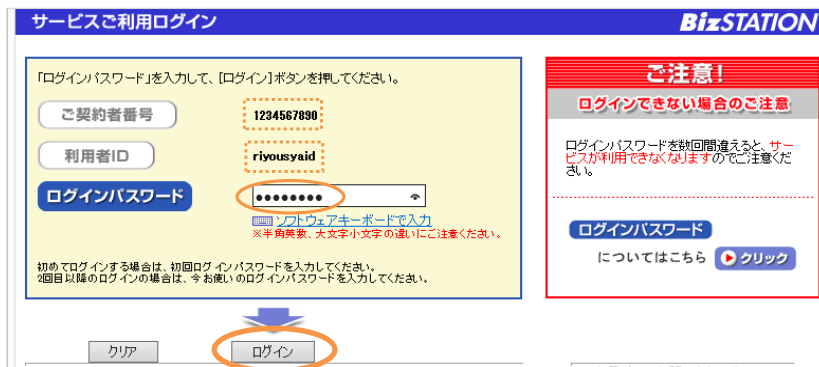 サービスご利用ログイン
BizSTATION
「ログインパスワード」を入力して、[ログイン]ボタンを押してください。
ご契約者番号
1234567890
利用者ID
riyousyaid
ログインパスワード
●●●●●●●●
ソフトウェアキーボードで入力
※半角英数、大文字小文字の違いにご注意ください。
初めてログインする場合は、初回ログインパスワードを入力してください。
2回目以降のログインの場合は、今お使いのログインパスワードを入力してください。
ご注意!
ログインできない場合のご注意
ログインパスワードを数回間違えると、サー
ビスが利用できなくなりますのでご注意くだ
さい。
ログインパスワード
についてはこちら
クリック
クリア
ログイン